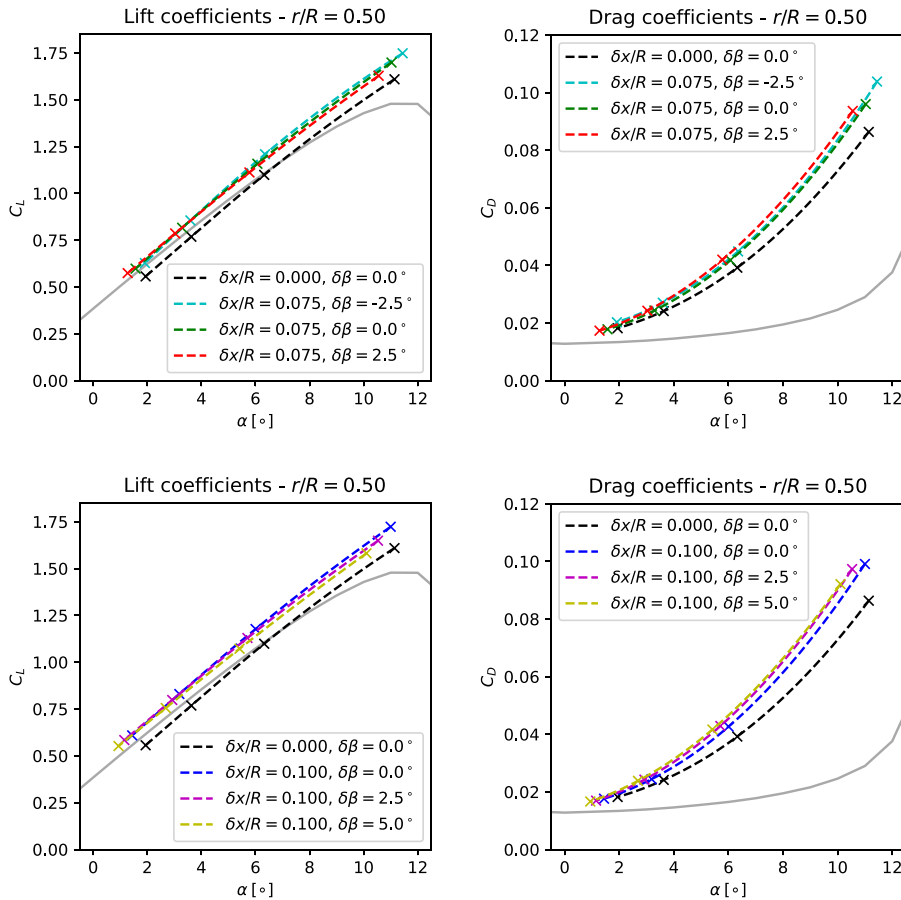 Lift coefficients - r/R = 0.50
1.75
1.50
1.25
1.00
0.75
0.50
0.25
0.00
C_L
δx/R = 0.000, δβ = 0.0°
δx/R = 0.075, δβ = -2.5°
δx/R = 0.075, δβ = 0.0°
δx/R = 0.075, δβ = 2.5°
0 2 4 6 8 10 12
α [∘]
Drag coefficients - r/R = 0.50
0.12
0.10
0.08
0.06
0.04
0.02
0.00
C_D
δx/R = 0.000, δβ = 0.0°
δx/R = 0.075, δβ = -2.5°
δx/R = 0.075, δβ = 0.0°
δx/R = 0.075, δβ = 2.5°
0 2 4 6 8 10 12
α [∘]
Lift coefficients - r/R = 0.50
1.75
1.50
1.25
1.00
0.75
0.50
0.25
0.00
C_L
δx/R = 0.000, δβ = 0.0°
δx/R = 0.100, δβ = 0.0°
δx/R = 0.100, δβ = 2.5°
δx/R = 0.100, δβ = 5.0°
0 2 4 6 8 10 12
α [∘]
Drag coefficients - r/R = 0.50
0.12
0.10
0.08
0.06
0.04
0.02
0.00
C_D
δx/R = 0.000, δβ = 0.0°
δx/R = 0.100, δβ = 0.0°
δx/R = 0.100, δβ = 2.5°
δx/R = 0.100, δβ = 5.0°
0 2 4 6 8 10 12
α [∘]